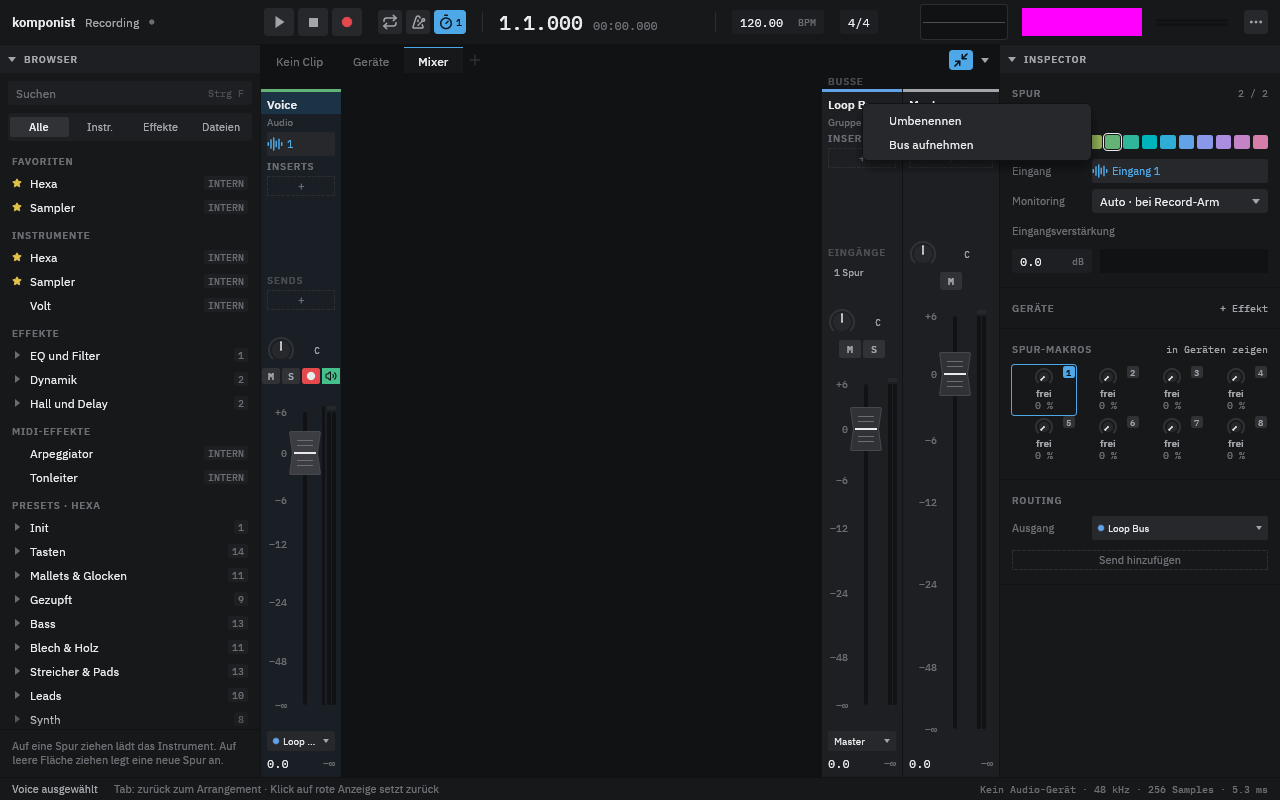 komponist Recording
1
1.1.000 00:00.000
120.00 BPM 4/4
BROWSER
Suchen Strg F
Alle Instr. Effekte Dateien
FAVORITEN
Hexa INTERN
Sampler INTERN
INSTRUMENTE
Hexa INTERN
Sampler INTERN
Volt INTERN
EFFEKTE
EQ und Filter 1
Dynamik 2
Hall und Delay 2
MIDI-EFFEKTE
Arpeggiator INTERN
Tonleiter INTERN
PRESETS · HEXA
Init 1
Tasten 14
Mallets & Glocken 11
Gezupft 9
Bass 13
Blech & Holz 11
Streicher & Pads 13
Leads 10
Synth 8
Auf eine Spur ziehen lädt das Instrument. Auf
leere Fläche ziehen legt eine neue Spur an.
Kein Clip Geräte Mixer +
Voice
Audio
1
INSERTS
+
SENDS
+
C
M S
+6
0
−6
−12
−24
−48
−∞
Loop ...
0.0 −∞
BUSSE
Loop B
Gruppe
INSER
EINGÄNGE
1 Spur
C
M S
+6
0
−6
−12
−24
−48
−∞
Master
0.0 −∞
C
M
+6
0
−6
−12
−24
−48
−∞
0.0 −∞
Umbenennen
Bus aufnehmen
INSPECTOR
SPUR 2 / 2
Eingang Eingang 1
Monitoring Auto · bei Record-Arm
Eingangsverstärkung
0.0 dB
GERÄTE + Effekt
SPUR-MAKROS in Geräten zeigen
1 2 3 4
frei frei frei frei
0 % 0 % 0 % 0 %
5 6 7 8
frei frei frei frei
0 % 0 % 0 % 0 %
ROUTING
Ausgang Loop Bus
Send hinzufügen
Voice ausgewählt Tab: zurück zum Arrangement · Klick auf rote Anzeige setzt zurück
Kein Audio-Gerät · 48 kHz · 256 Samples · 5.3 ms